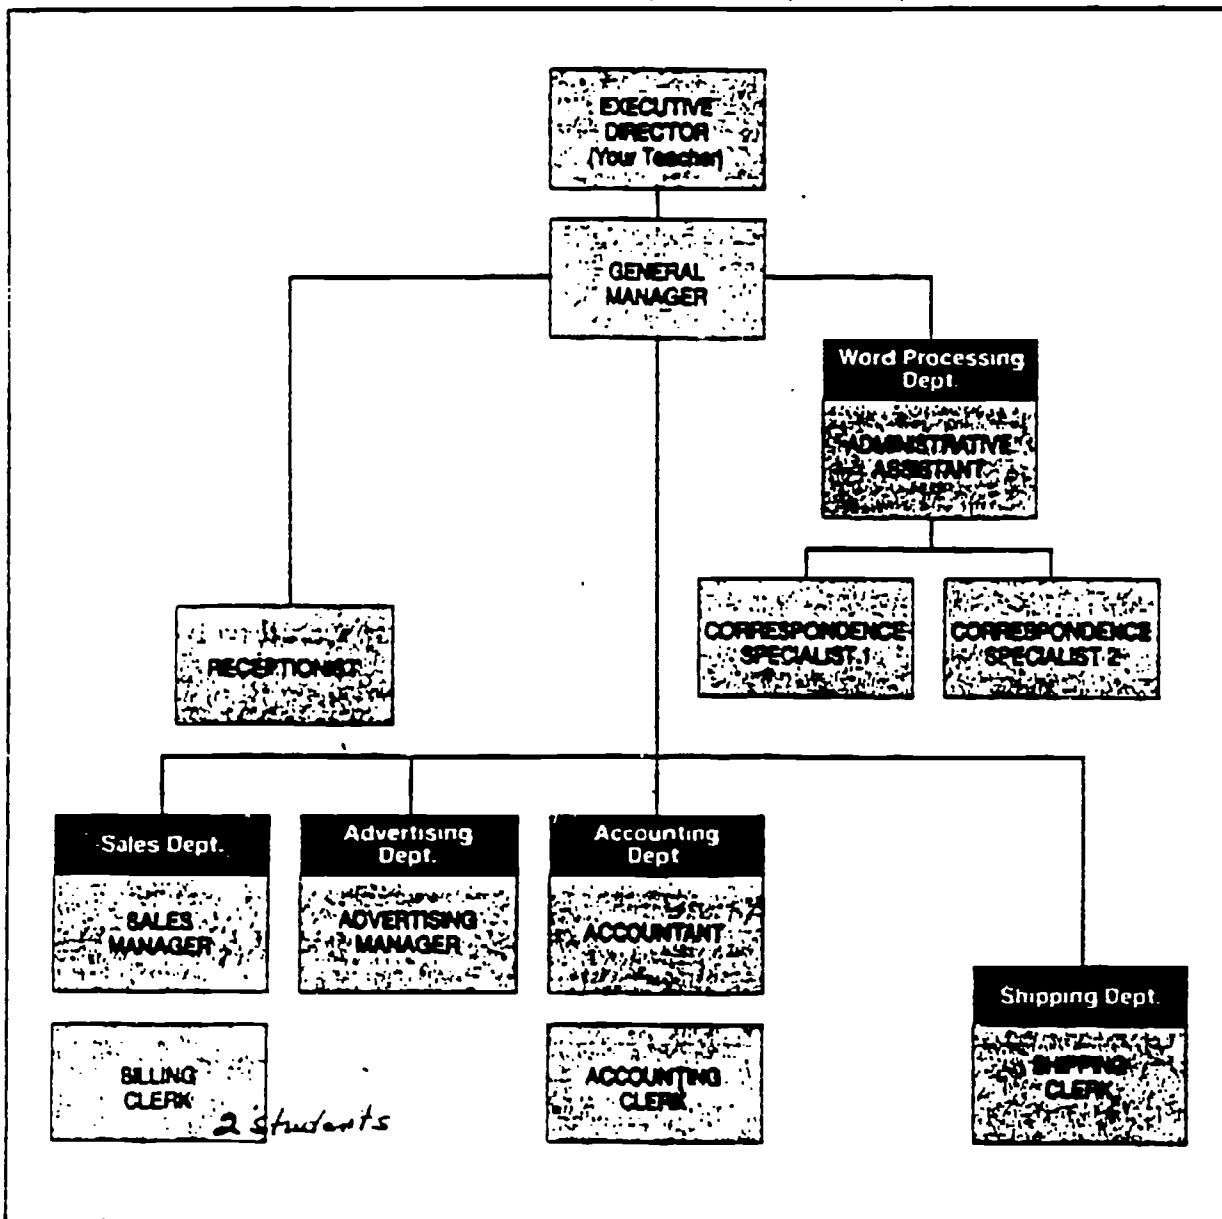 EXECUTIVE
DIRECTOR
(Your Teacher)
GENERAL
MANAGER
Word Processing
Dept.
ADMINISTRATIVE
ASSISTANT
CORRESPONDENCE
SPECIALIST 1
CORRESPONDENCE
SPECIALIST 2
RECEPTIONIST
Sales Dept.
SALES
MANAGER
Advertising
Dept.
ADVERTISING
MANAGER
Accounting
Dept
ACCOUNTANT
Shipping Dept.
SHIPPING
CLERK
BILLING
CLERK
2 Students
ACCOUNTING
CLERK